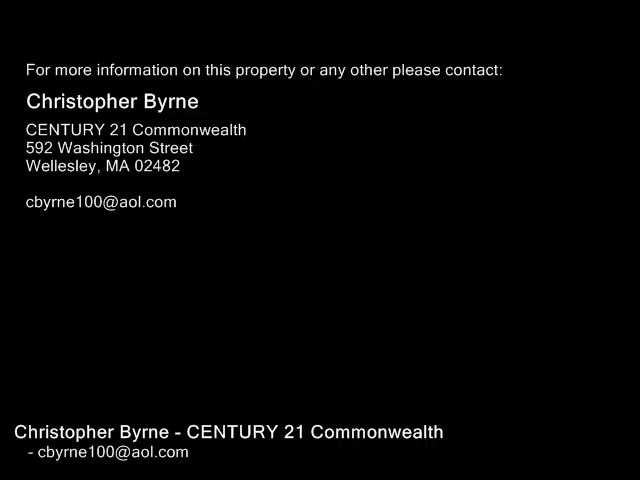 For more information on this property or any other please contact:
Christopher Byrne
CENTURY 21 Commonwealth
592 Washington Street
Wellesley, MA 02482
cbyrne100@aol.com
Christopher Byrne - CENTURY 21 Commonwealth
- cbyrne100@aol.com